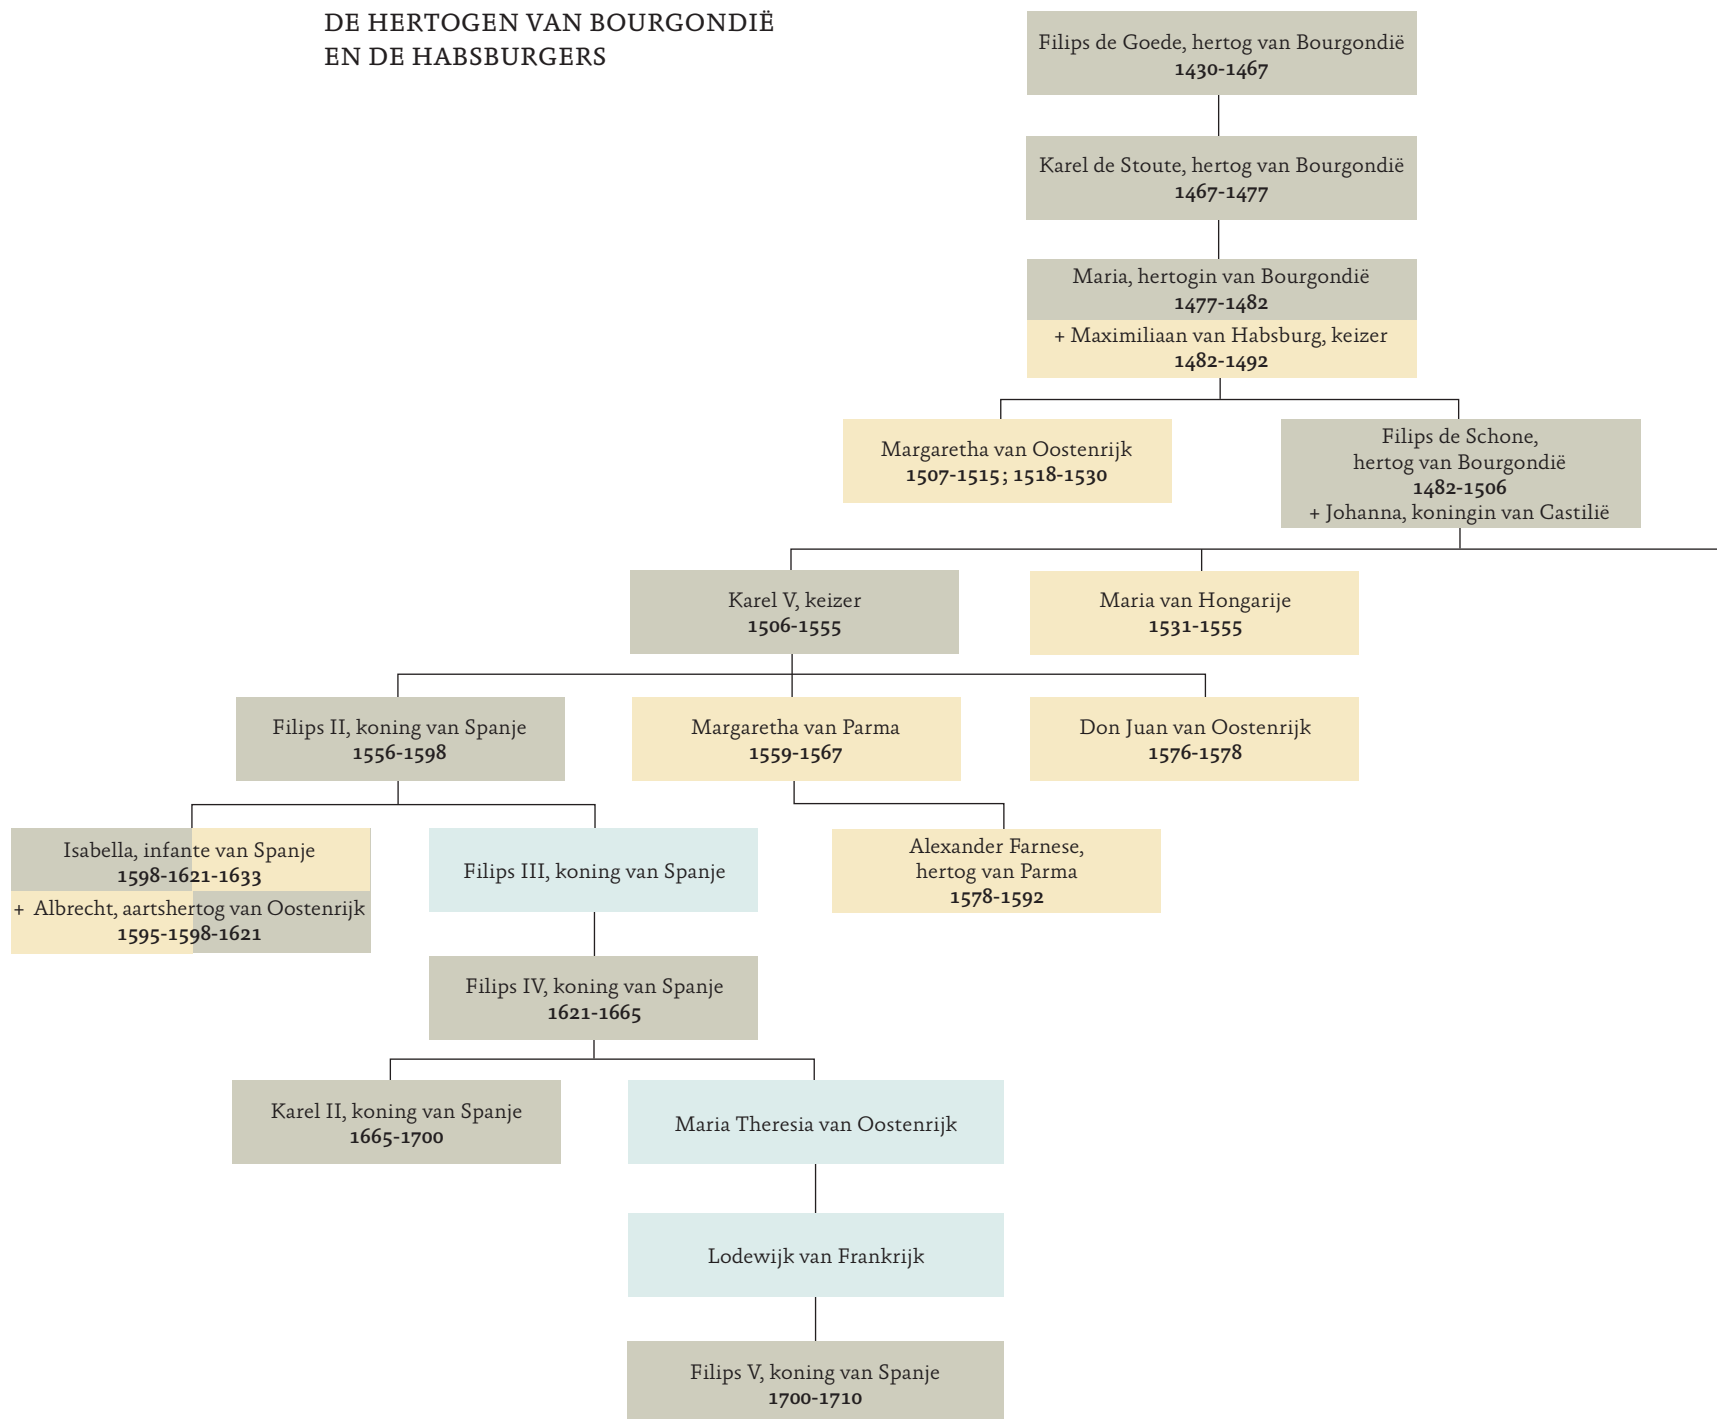 DE HERTOGEN VAN BOURGONDIË
EN DE HABSBURGERS
Filips de Goede, hertog van Bourgondië
1430-1467
Karel de Stoute, hertog van Bourgondië
1467-1477
Maria, hertogin van Bourgondië
1477-1482
+ Maximiliaan van Habsburg, keizer
1482-1492
Margaretha van Oostenrijk
1507-1515; 1518-1530
Filips de Schone,
hertog van Bourgondië
1482-1506
+ Johanna, koningin van Castilië
Karel V, keizer
1506-1555
Maria van Hongarije
1531-1555
Filips II, koning van Spanje
1556-1598
Margaretha van Parma
1559-1567
Don Juan van Oostenrijk
1576-1578
Isabella, infante van Spanje
1598-1621-1633
+ Albrecht, aartshertog van Oostenrijk
1595-1598-1621
Filips III, koning van Spanje
Alexander Farnese,
hertog van Parma
1578-1592
Filips IV, koning van Spanje
1621-1665
Karel II, koning van Spanje
1665-1700
Maria Theresia van Oostenrijk
Lodewijk van Frankrijk
Filips V, koning van Spanje
1700-1710